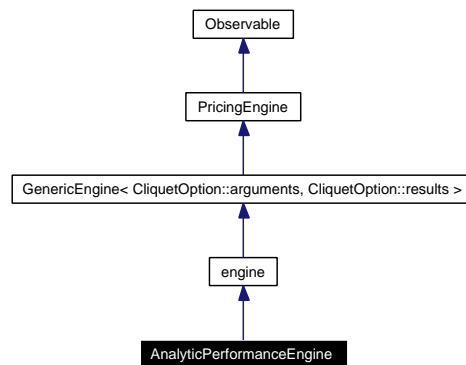 Observable
PricingEngine
GenericEngine< CliquetOption::arguments, CliquetOption::results >
engine
AnalyticPerformanceEngine